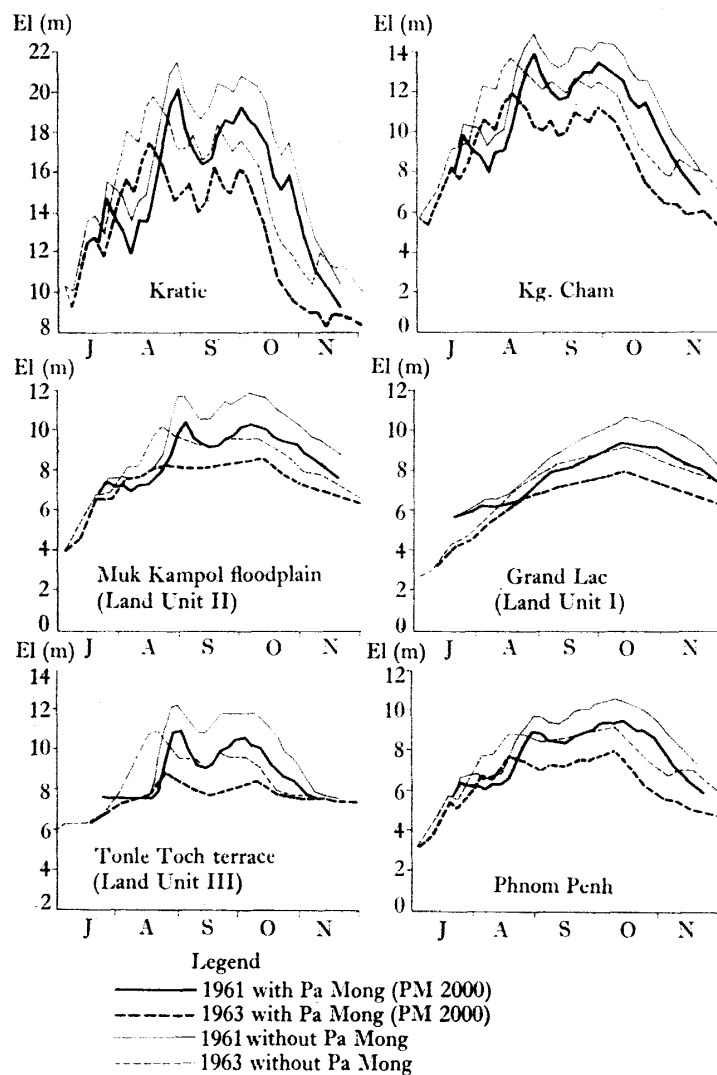 El (m)
22
20
18
16
14
12
10
8
J A S O N
Kratie
El (m)
14
12
10
8
6
4
2
0
J A S O N
Kg. Cham
El (m)
12
10
8
6
4
2
0
J A S O N
Muk Kampol floodplain
(Land Unit II)
El (m)
12
10
8
6
4
2
0
J A S O N
Grand Lac
(Land Unit I)
El (m)
14
12
10
8
6
4
2
J A S O N
Tonle Toch terrace
(Land Unit III)
12
10
8
6
4
2
0
J A S O N
Phnom Penh
Legend
1961 with Pa Mong (PM 2000)
1963 with Pa Mong (PM 2000)
1961 without Pa Mong
1963 without Pa Mong